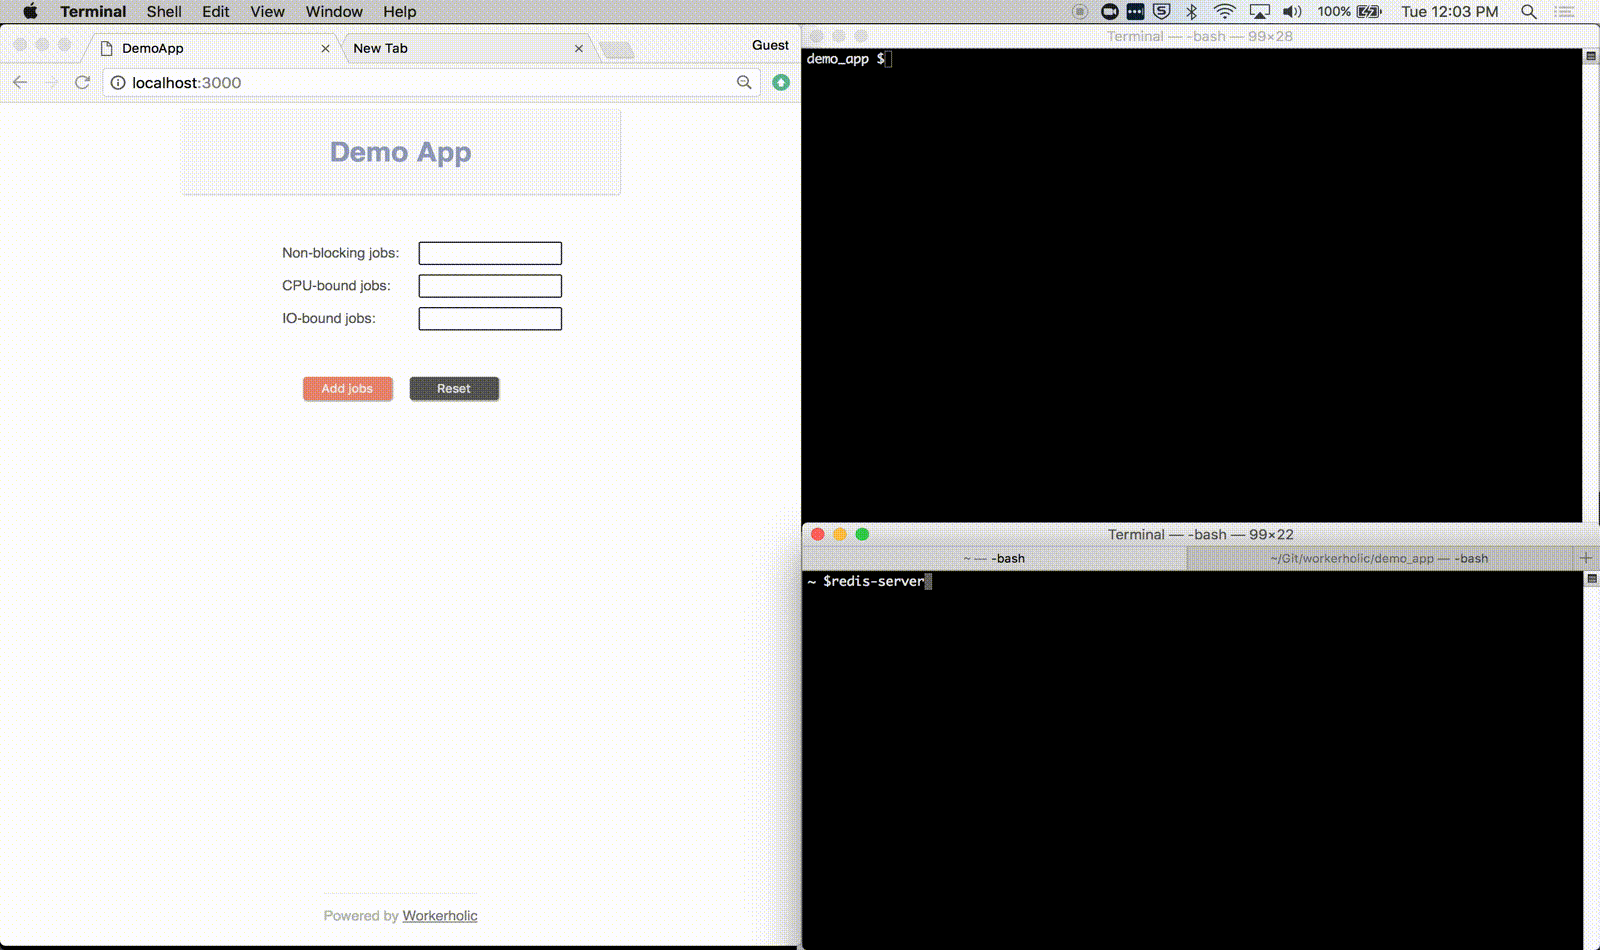 Terminal Shell Edit View Window Help 100% Tue 12:03 PM
DemoApp New Tab Guest
localhost:3000
Demo App
Non-blocking jobs:
CPU-bound jobs:
IO-bound jobs:
Add jobs Reset
Powered by Workerholic
Terminal — -bash — 99×28
demo_app $
Terminal — -bash — 99×22
~ — -bash ~/Git/workerholic/demo_app — -bash
~ $redis-server